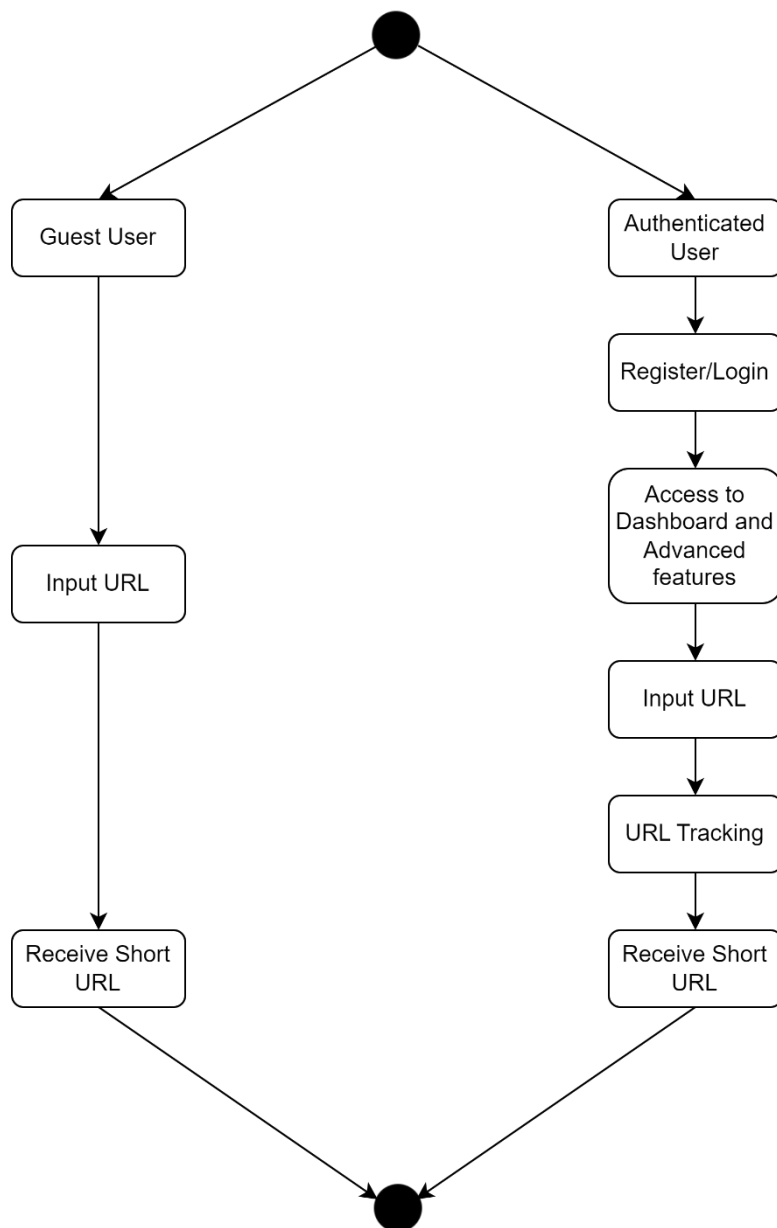 Guest User
Authenticated
User
Register/Login
Access to
Dashboard and
Advanced
features
Input URL
Input URL
URL Tracking
Receive Short
URL
Receive Short
URL